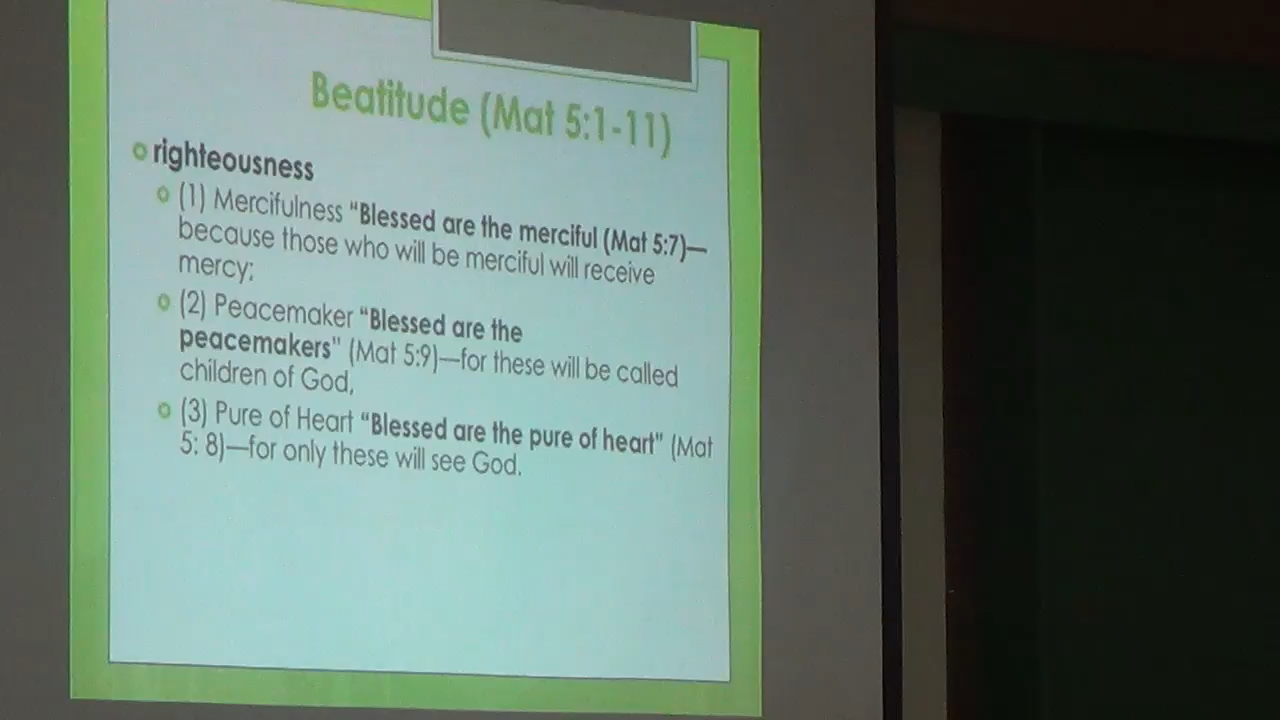 Beatitude (Mat 5:1-11)
righteousness
(1) Mercifulness “Blessed are the merciful (Mat 5:7)—
because those who will be merciful will receive
mercy;
(2) Peacemaker “Blessed are the
peacemakers” (Mat 5:9)—for these will be called
children of God,
(3) Pure of Heart “Blessed are the pure of heart” (Mat
5: 8)—for only these will see God.